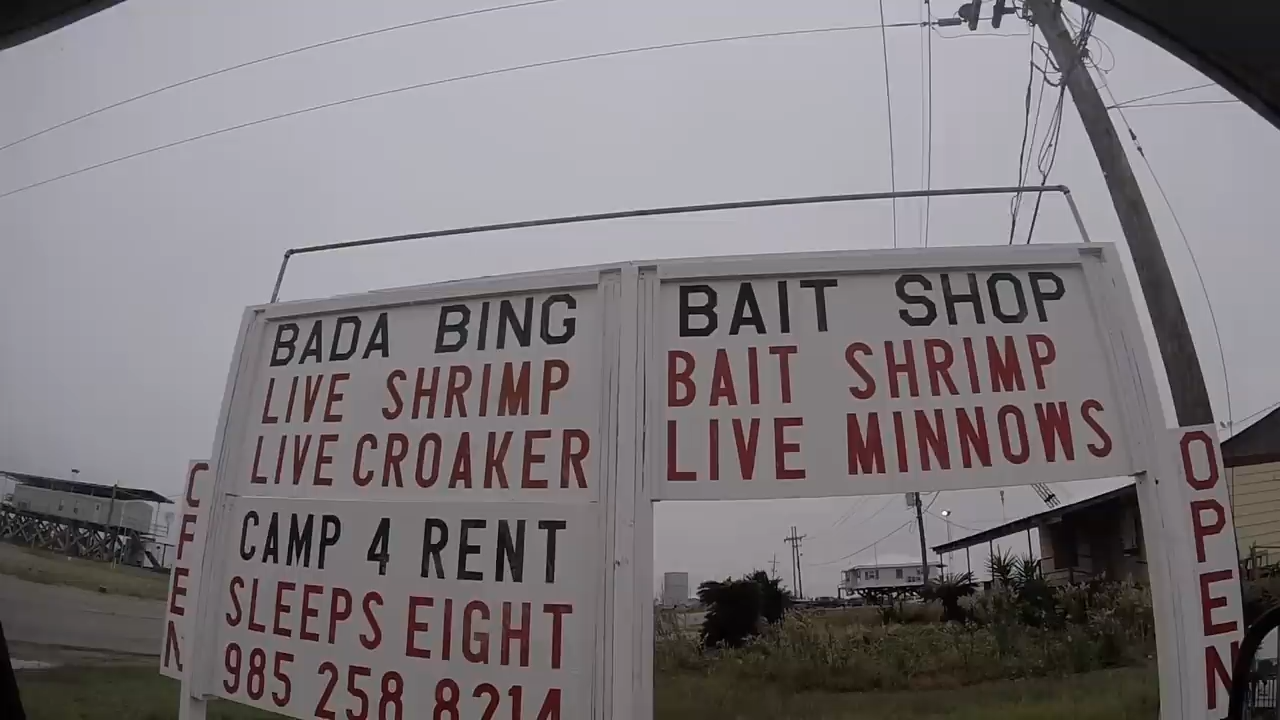 BADA BING
LIVE SHRIMP
LIVE CROAKER
CAMP 4 RENT
SLEEPS EIGHT
985 258 8214
BAIT SHOP
BAIT SHRIMP
LIVE MINNOWS
OPEN
OPEN